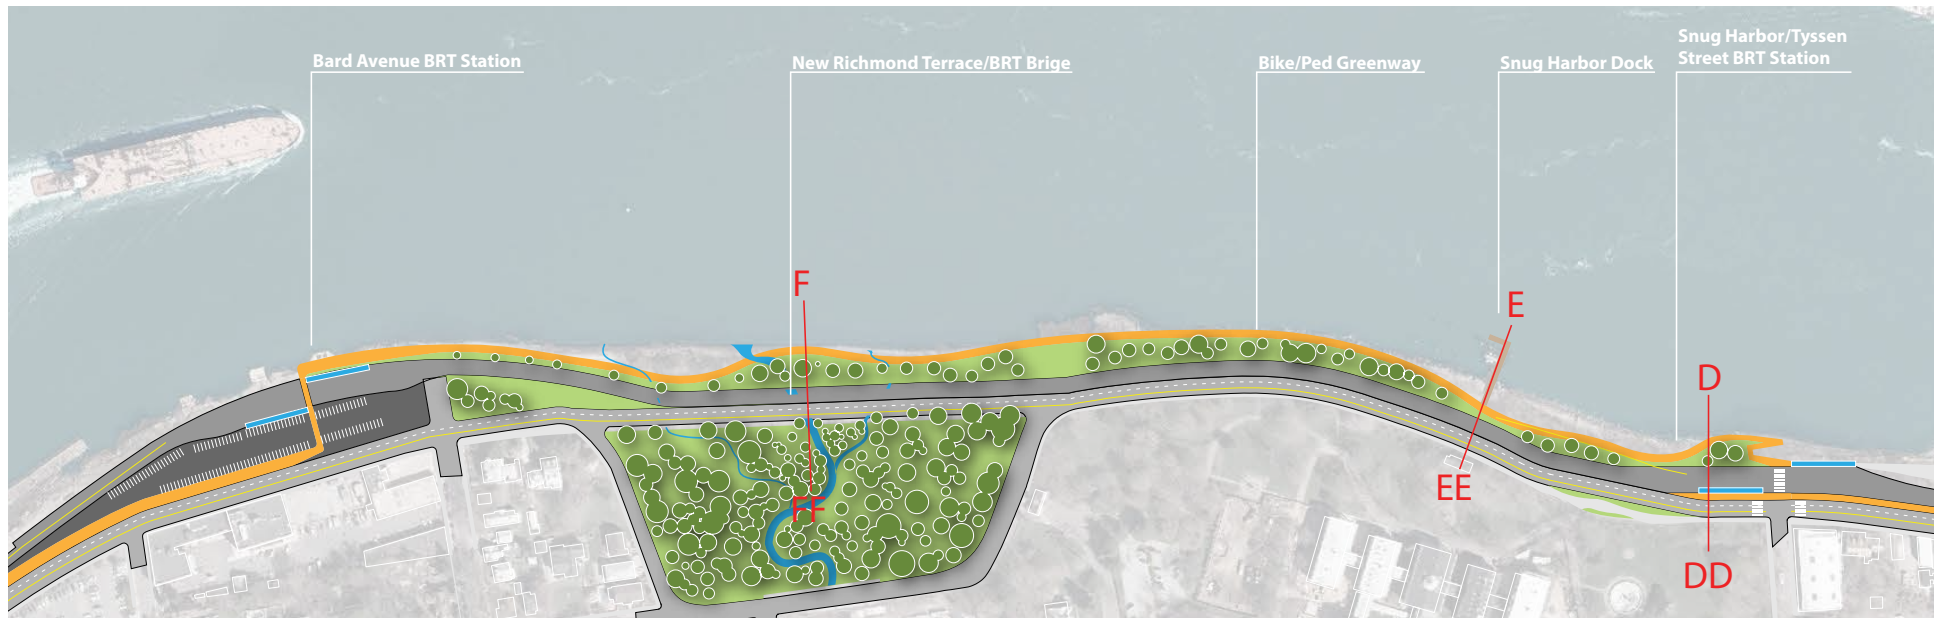 Bard Avenue BRT Station
New Richmond Terrace/BRT Brige
Bike/Ped Greenway
Snug Harbor Dock
Snug Harbor/Tyssen
Street BRT Station
F
E
D
EE
FF
DD